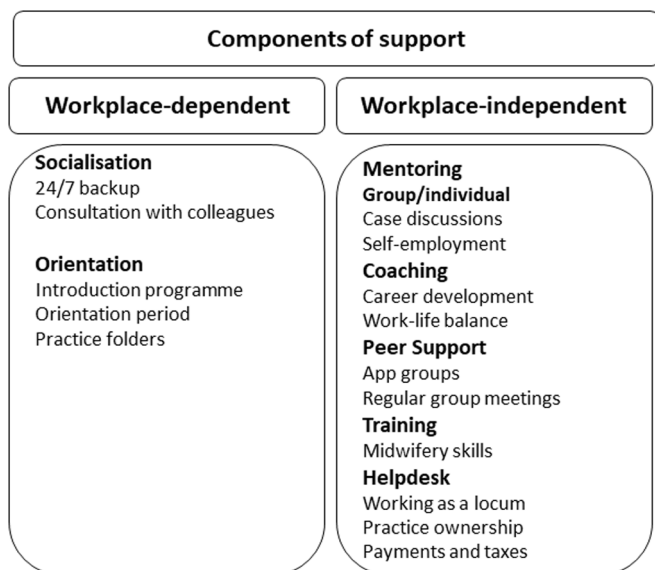 Components of support
Workplace-dependent
Socialisation
24/7 backup
Consultation with colleagues
Orientation
Introduction programme
Orientation period
Practice folders
Workplace-independent
Mentoring
Group/individual
Case discussions
Self-employment
Coaching
Career development
Work-life balance
Peer Support
App groups
Regular group meetings
Training
Midwifery skills
Helpdesk
Working as a locum
Practice ownership
Payments and taxes